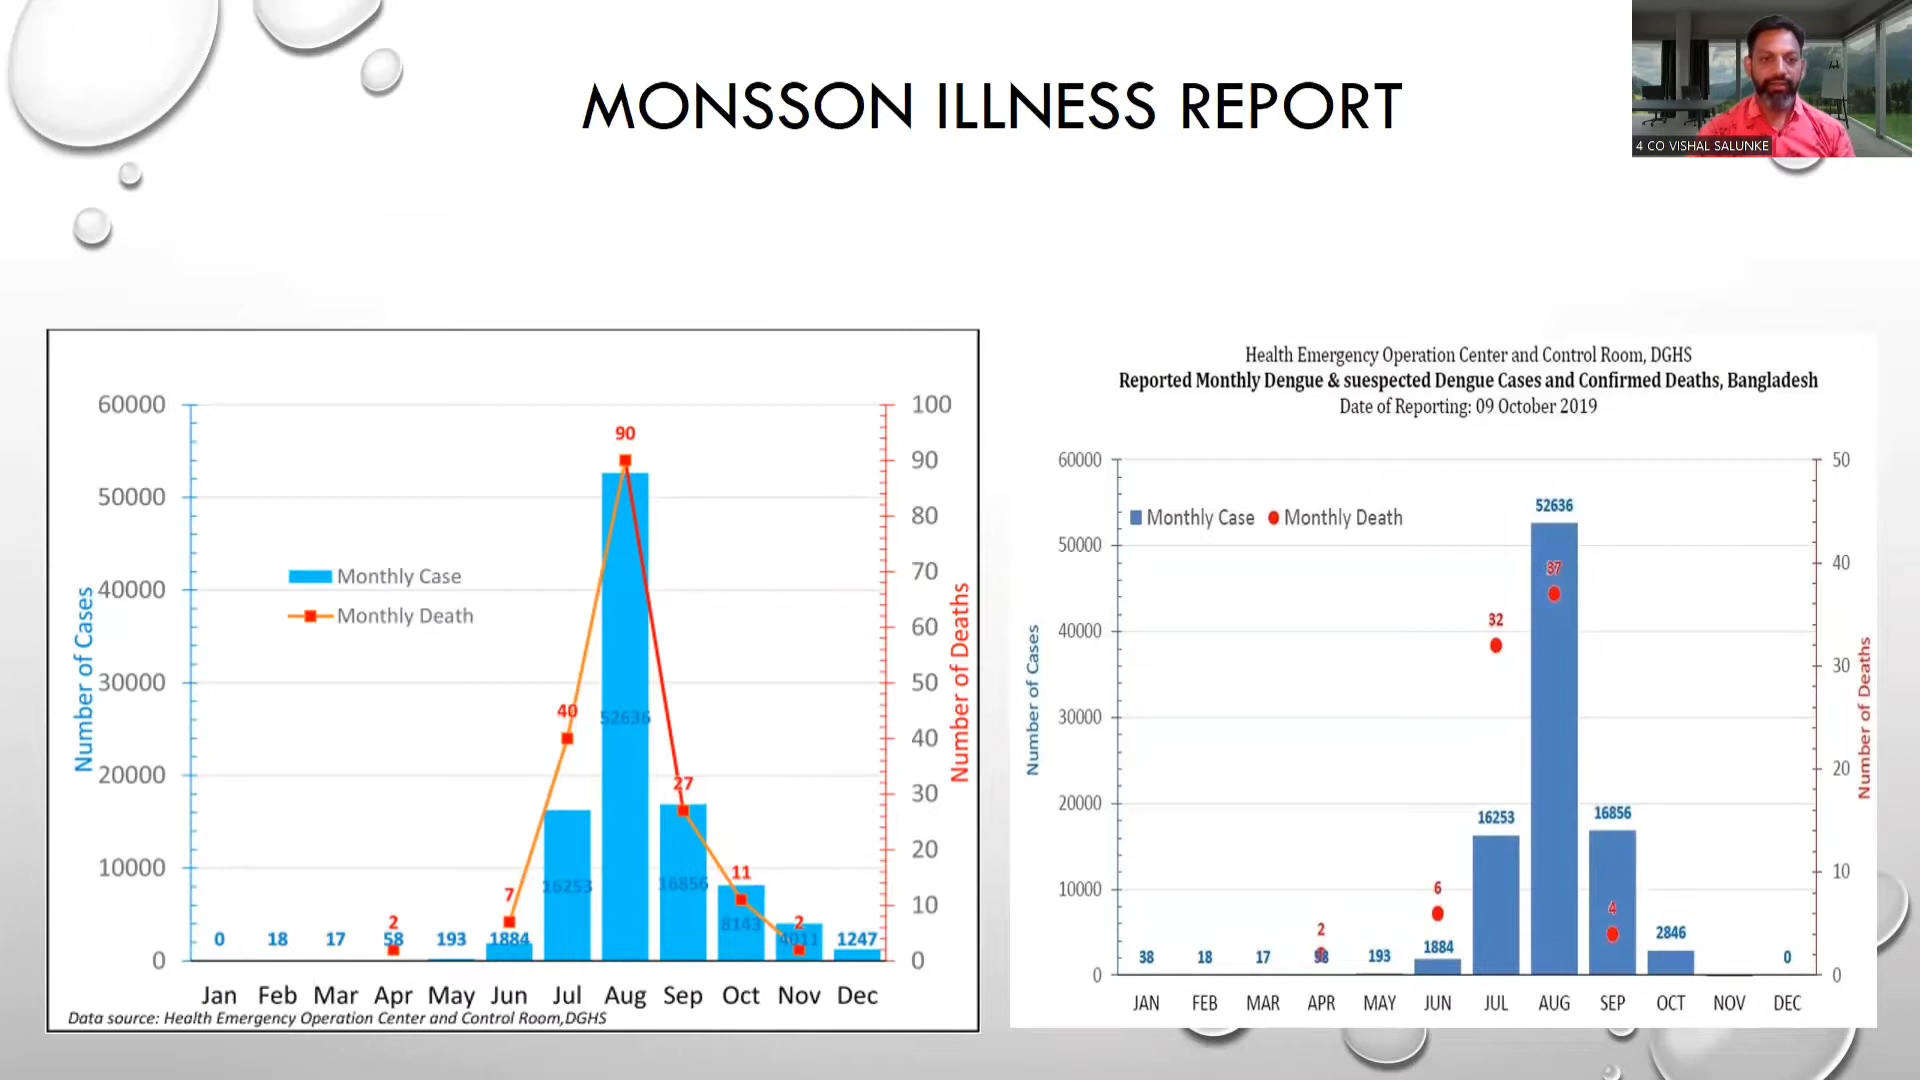 MONSSON ILLNESS REPORT
4 CO VISHAL SALUNKE
60000
50000
40000
30000
20000
10000
0
Number of Cases
100
90
80
70
60
50
40
30
20
10
0
Number of Deaths
Monthly Case
Monthly Death
90
40
27
7
11
2
2
0 18 17 58 193 1884 16253 52636 16856 8143 4011 1247
Jan Feb Mar Apr May Jun Jul Aug Sep Oct Nov Dec
Data source: Health Emergency Operation Center and Control Room,DGHS
Health Emergency Operation Center and Control Room, DGHS
Reported Monthly Dengue & suespected Dengue Cases and Confirmed Deaths, Bangladesh
Date of Reporting: 09 October 2019
60000
50000
40000
30000
20000
10000
0
Number of Cases
50
40
30
20
10
0
Number of Deaths
Monthly Case Monthly Death
52636
37
32
16253
16856
6
4
2
38 18 17 58 193 1884 2846 0
JAN FEB MAR APR MAY JUN JUL AUG SEP OCT NOV DEC